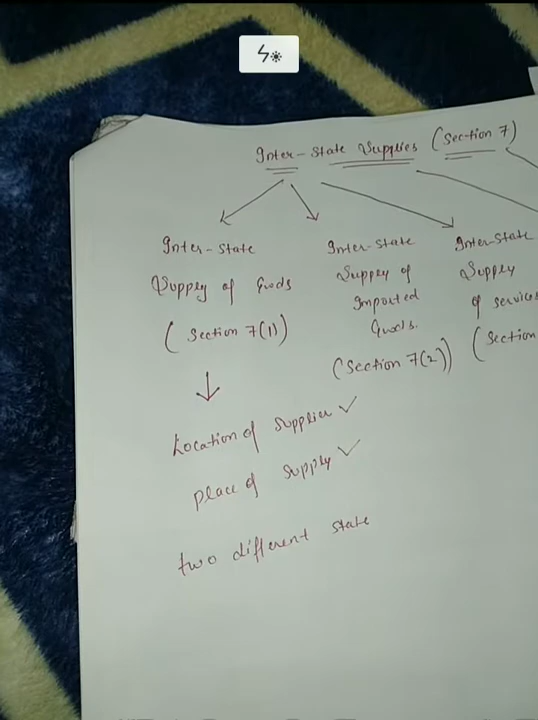 Inter-State Supplies (Section 7)
Inter-State
Supply of Goods
(Section 7(1))
Inter-State
Supply of
Imported
Goods.
(Section 7(2))
Inter-State
Supply
of services
(Section
Location of Supplier ✓
Place of Supply ✓
two different state